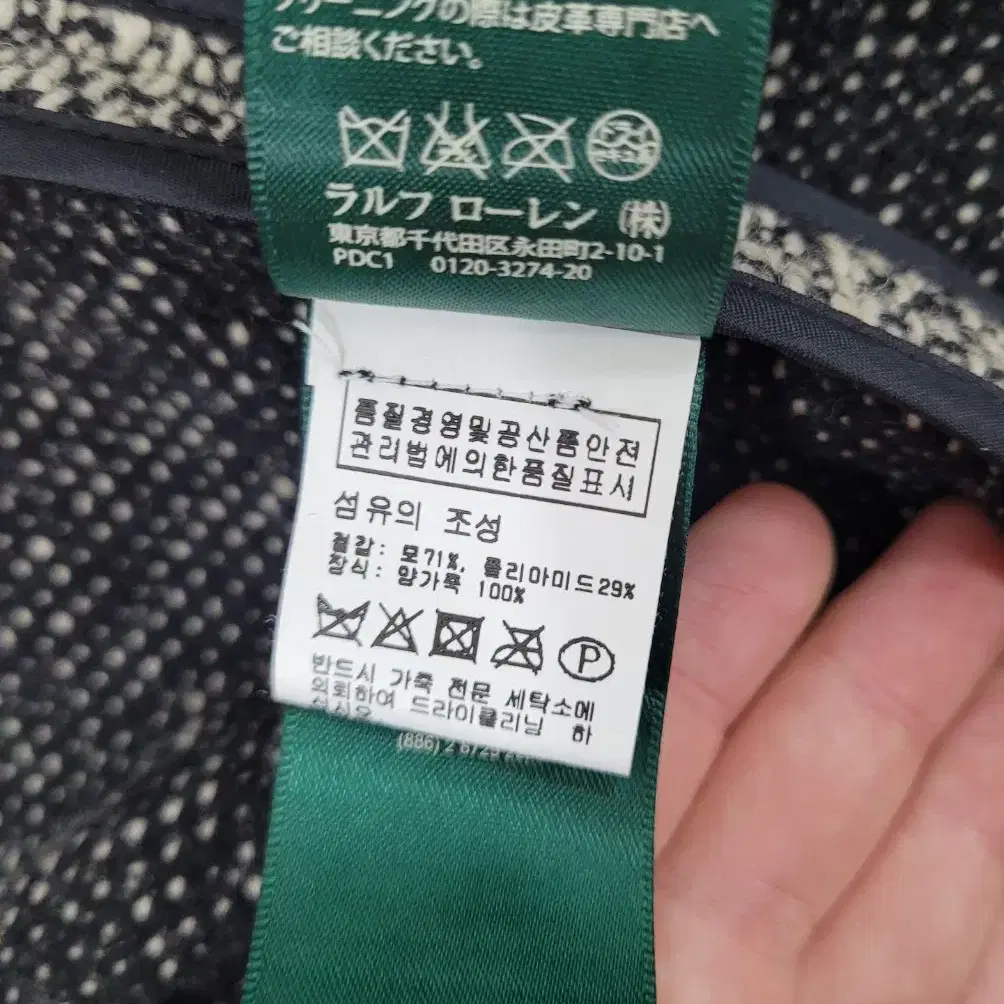 クリーニングの際は皮革専門店へ
ご相談ください。
ラルフ ローレン ㈱
東京都千代田区永田町2-10-1
PDC1 0120-3274-20
품질경영및공산품안전
관리법에의한품질표시
섬유의 조성
겉감: 모71%, 폴리아미드29%
장식: 양가죽 100%
P
반드시 가죽 전문 세탁소에
의뢰하여 드라이클리닝 하
십시오
(886) 2 8729